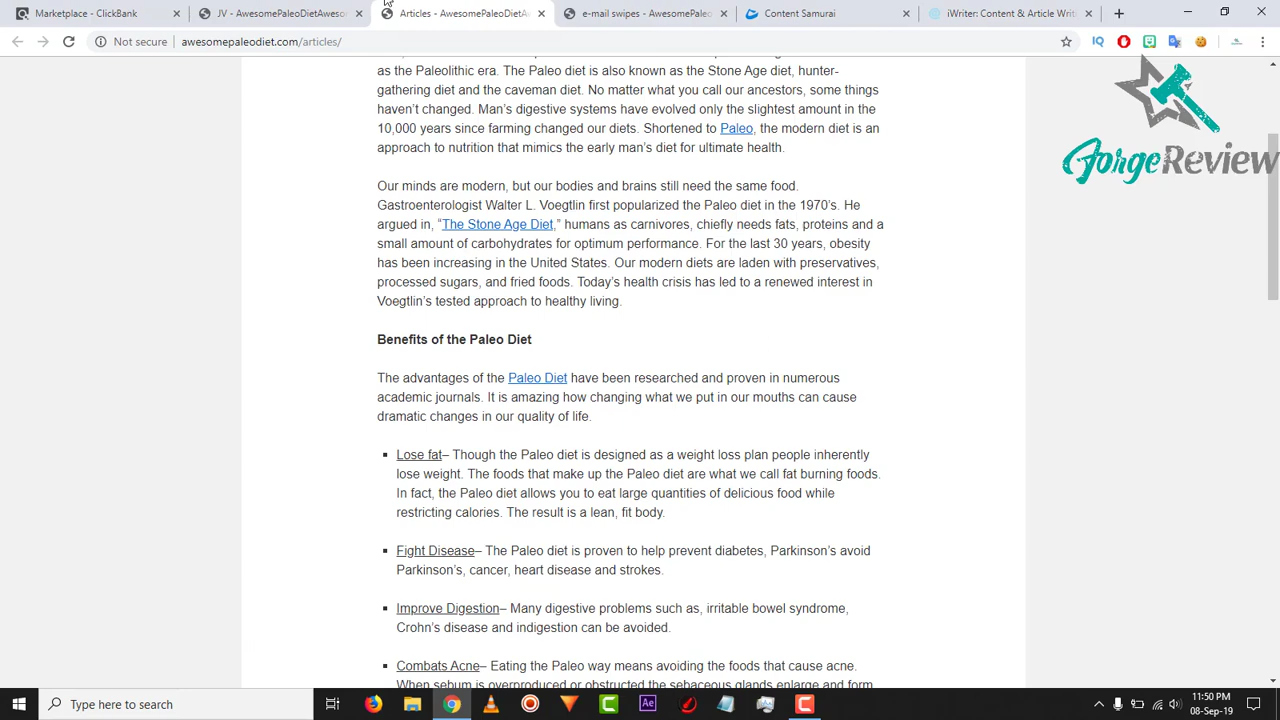 Marketplace - ClickBank
JV - AwesomePaleoDietAweso
Articles - AwesomePaleoDietA
e-mail swipes - AwesomePaleo
Content Samurai
iWriter: Content & Article Writi
Not secure
awesomepaleodiet.com/articles/
ForgeReview
as the Paleolithic era. The Paleo diet is also known as the Stone Age diet, hunter-
gathering diet and the caveman diet. No matter what you call our ancestors, some things
haven't changed. Man's digestive systems have evolved only the slightest amount in the
10,000 years since farming changed our diets. Shortened to Paleo, the modern diet is an
approach to nutrition that mimics the early man's diet for ultimate health.
Our minds are modern, but our bodies and brains still need the same food.
Gastroenterologist Walter L. Voegtlin first popularized the Paleo diet in the 1970's. He
argued in, “The Stone Age Diet,” humans as carnivores, chiefly needs fats, proteins and a
small amount of carbohydrates for optimum performance. For the last 30 years, obesity
has been increasing in the United States. Our modern diets are laden with preservatives,
processed sugars, and fried foods. Today's health crisis has led to a renewed interest in
Voegtlin's tested approach to healthy living.
Benefits of the Paleo Diet
The advantages of the Paleo Diet have been researched and proven in numerous
academic journals. It is amazing how changing what we put in our mouths can cause
dramatic changes in our quality of life.
Lose fat– Though the Paleo diet is designed as a weight loss plan people inherently
lose weight. The foods that make up the Paleo diet are what we call fat burning foods.
In fact, the Paleo diet allows you to eat large quantities of delicious food while
restricting calories. The result is a lean, fit body.
Fight Disease– The Paleo diet is proven to help prevent diabetes, Parkinson's avoid
Parkinson's, cancer, heart disease and strokes.
Improve Digestion– Many digestive problems such as, irritable bowel syndrome,
Crohn's disease and indigestion can be avoided.
Combats Acne– Eating the Paleo way means avoiding the foods that cause acne.
When sebum is overproduced or obstructed the sebaceous glands enlarge and form
Type here to search
11:50 PM
08-Sep-19